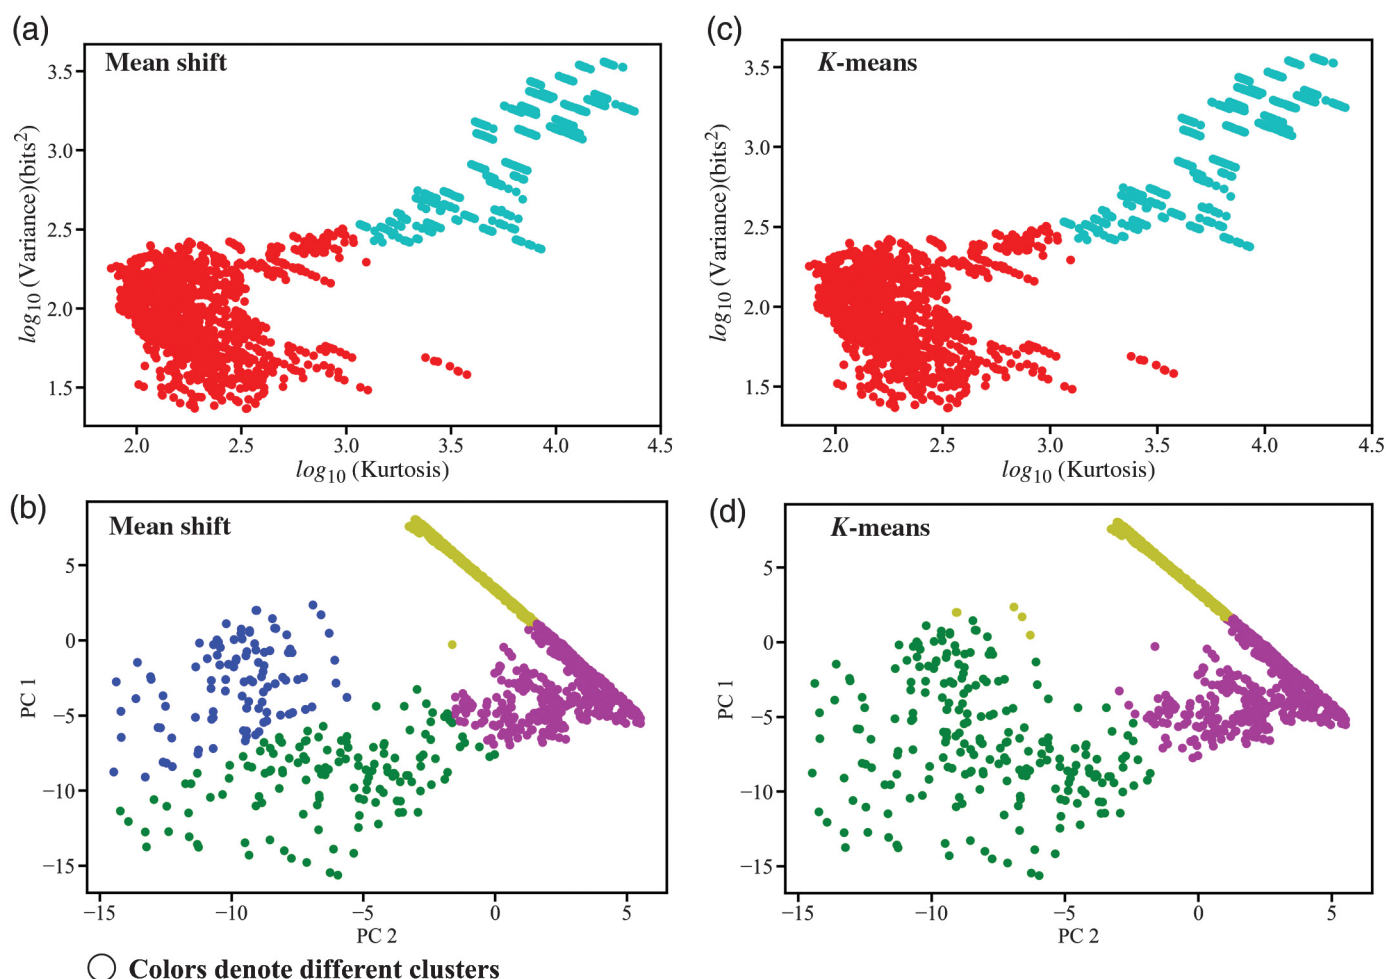 (a)
Mean shift
log10 (Variance)(bits2)
3.5
3.0
2.5
2.0
1.5
2.0 2.5 3.0 3.5 4.0 4.5
log10 (Kurtosis)
(c)
K-means
log10 (Variance)(bits2)
3.5
3.0
2.5
2.0
1.5
2.0 2.5 3.0 3.5 4.0 4.5
log10 (Kurtosis)
(b)
Mean shift
PC 1
5
0
−5
−10
−15
−15 −10 −5 0 5
PC 2
(d)
K-means
PC 1
5
0
−5
−10
−15
−15 −10 −5 0 5
PC 2
Colors denote different clusters